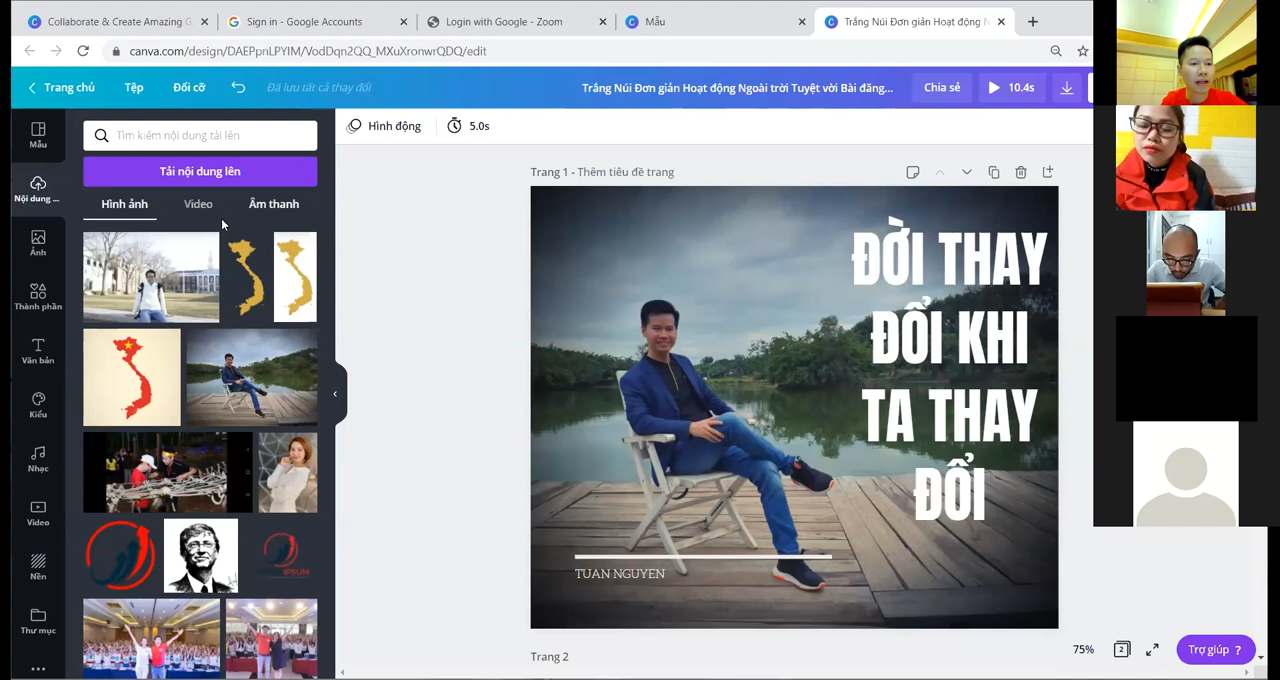 Collaborate & Create Amazing G
Sign in - Google Accounts
Login with Google - Zoom
Mẫu
Trắng Núi Đơn giản Hoạt động N
canva.com/design/DAEPpnLPYIM/VodDqn2QQ_MXuXronwrQDQ/edit
Trang chủ
Tệp
Đổi cỡ
Đã lưu tất cả thay đổi
Trắng Núi Đơn giản Hoạt động Ngoài trời Tuyệt vời Bài đăng...
Chia sẻ
10.4s
Mẫu
Nội dung ...
Ảnh
Thành phần
Văn bản
Kiểu
Nhạc
Video
Nền
Thư mục
Tìm kiếm nội dung tải lên
Tải nội dung lên
Hình ảnh
Video
Âm thanh
IPSUM
Hình động
5.0s
Trang 1 - Thêm tiêu đề trang
ĐỜI THAY
ĐỔI KHI
TA THAY
ĐỔI
TUAN NGUYEN
Trang 2
75%
2
Trợ giúp ?